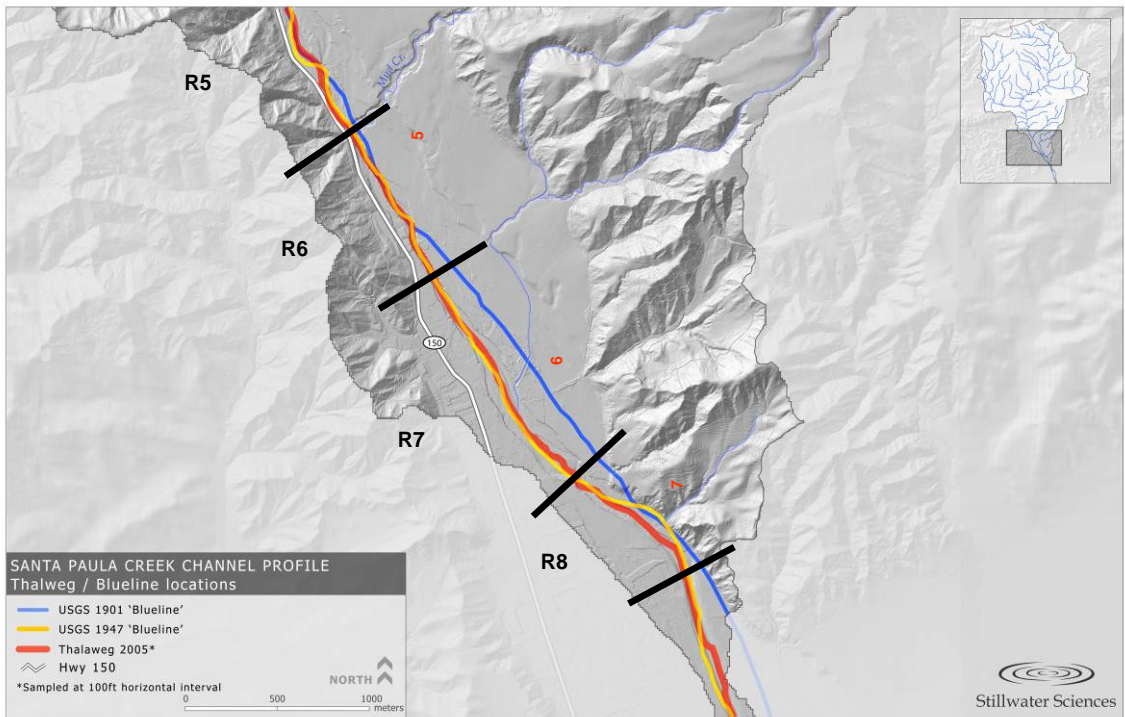 R5
Mud Cr.
5
R6
150
6
R7
7
R8
SANTA PAULA CREEK CHANNEL PROFILE
Thalweg / Blueline locations
USGS 1901 'Blueline'
USGS 1947 'Blueline'
Thalaweg 2005*
Hwy 150
*Sampled at 100ft horizontal interval
NORTH
0 500 1000
meters
Stillwater Sciences